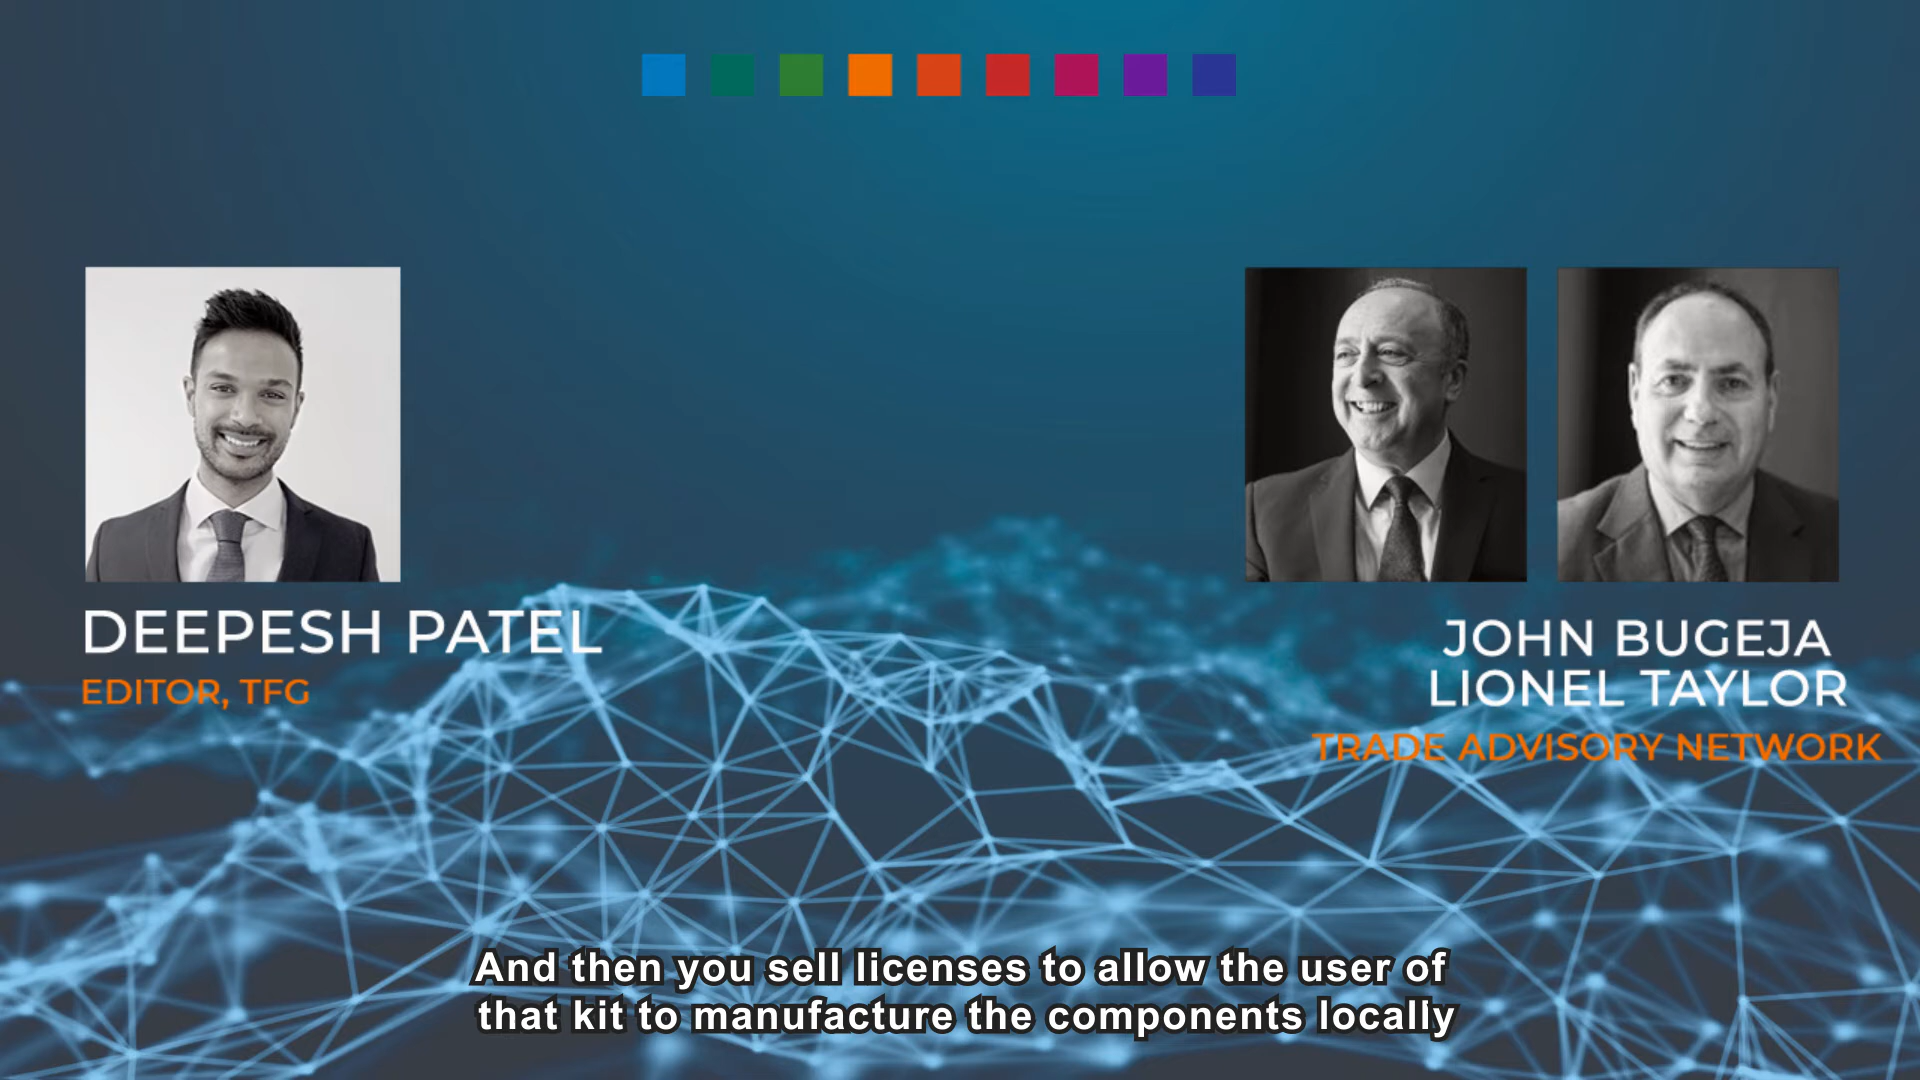 DEEPESH PATEL
EDITOR, TFG
JOHN BUGEJA
LIONEL TAYLOR
TRADE ADVISORY NETWORK
And then you sell licenses to allow the user of
that kit to manufacture the components locally